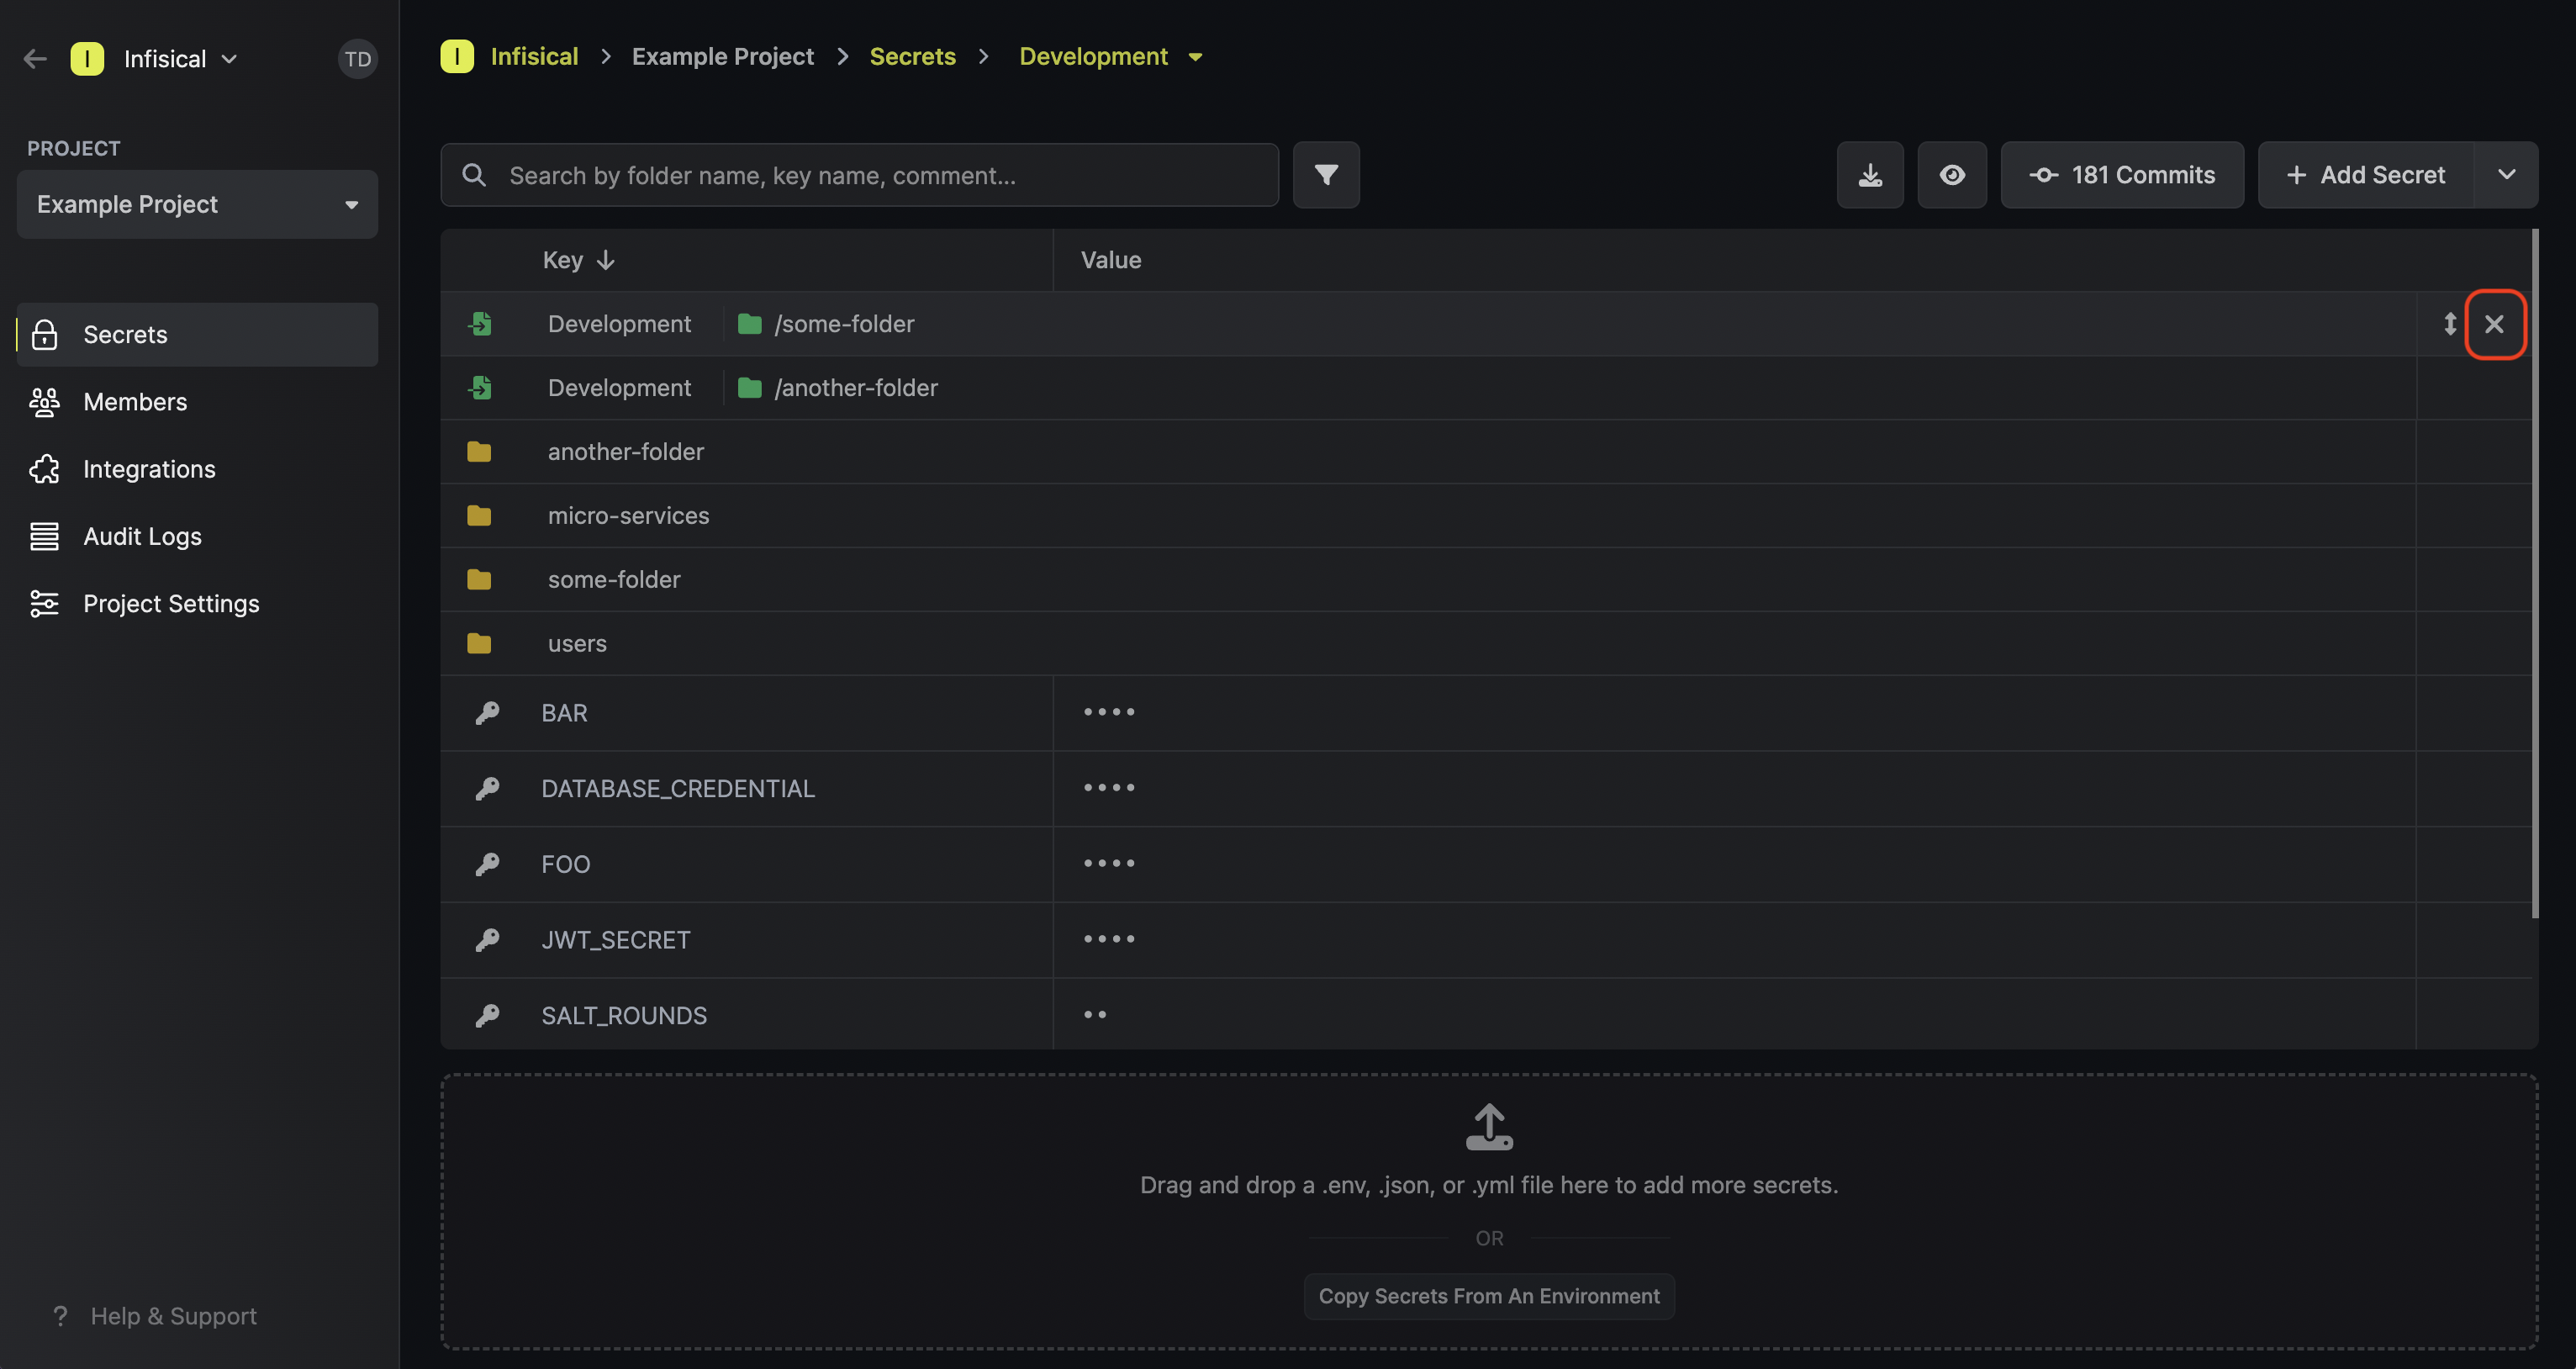 I Infisical TD
PROJECT
Example Project
Secrets
Members
Integrations
Audit Logs
Project Settings
? Help & Support
I Infisical > Example Project > Secrets > Development
Search by folder name, key name, comment...
181 Commits
+ Add Secret
Key Value
Development /some-folder
Development /another-folder
another-folder
micro-services
some-folder
users
BAR ••••
DATABASE_CREDENTIAL ••••
FOO ••••
JWT_SECRET ••••
SALT_ROUNDS ••
Drag and drop a .env, .json, or .yml file here to add more secrets.
OR
Copy Secrets From An Environment